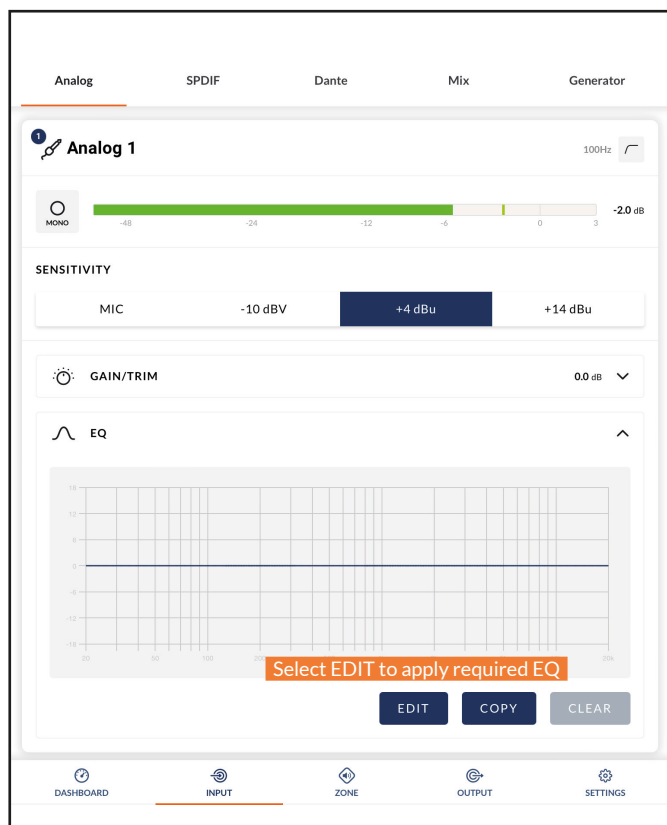 Analog SPDIF Dante Mix Generator
1 Analog 1 100Hz
MONO -2.0 dB
-48 -24 -12 -6 0 3
SENSITIVITY
MIC -10 dBV +4 dBu +14 dBu
GAIN/TRIM 0.0 dB
EQ
18
12
6
0
-6
-12
-18
20 50 100 20k
Select EDIT to apply required EQ
EDIT COPY CLEAR
DASHBOARD INPUT ZONE OUTPUT SETTINGS